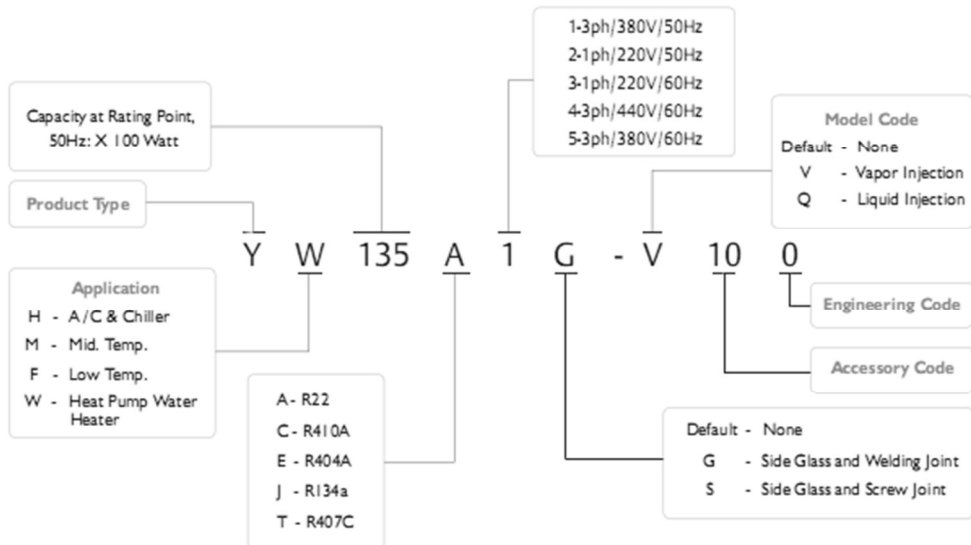 1-3ph/380V/50Hz
2-1ph/220V/50Hz
3-1ph/220V/60Hz
4-3ph/440V/60Hz
5-3ph/380V/60Hz
Capacity at Rating Point,
50Hz: X 100 Watt
Model Code
Default - None
V - Vapor Injection
Q - Liquid Injection
Product Type
Y W 135 A 1 G - V 10 0
Application
H - A/C & Chiller
M - Mid. Temp.
F - Low Temp.
W - Heat Pump Water
Heater
Engineering Code
Accessory Code
A - R22
C - R410A
E - R404A
J - R134a
T - R407C
Default - None
G - Side Glass and Welding Joint
S - Side Glass and Screw Joint